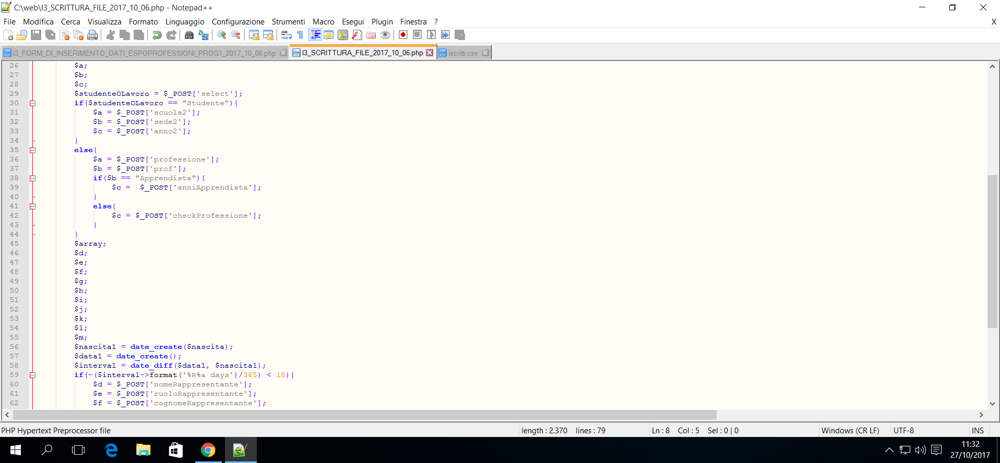 C:\web\I3_SCRITTURA_FILE_2017_10_06.php - Notepad++
File Modifica Cerca Visualizza Formato Linguaggio Configurazione Strumenti Macro Esegui Plugin Finestra ? X
I3_FORM_DI_INSERIMENTO_DATI_ESPOPROFESSIONI_PROG1_2017_10_06.php I3_SCRITTURA_FILE_2017_10_06.php iscritti.csv
26 $a;
27 $b;
28 $c;
29 $studenteOLavoro = $_POST['select'];
30 if($studenteOLavoro == "Studente"){
31 $a = $_POST['scuola2'];
32 $b = $_POST['sede2'];
33 $c = $_POST['anno2'];
34 }
35 else{
36 $a = $_POST['professione'];
37 $b = $_POST['prof'];
38 if($b == "Apprendista"){
39 $c =  $_POST['anniApprendista'];
40 }
41 else{
42 $c = $_POST['checkProfessione'];
43 }
44 }
45 $array;
46 $d;
47 $e;
48 $f;
49 $g;
50 $h;
51 $i;
52 $j;
53 $k;
54 $l;
55 $m;
56 $nascita1 = date_create($nascita);
57 $data1 = date_create();
58 $interval = date_diff($data1, $nascita1);
59 if(-($interval->format('%R%a days')/365) < 18){
60 $d = $_POST['nomeRappresentante'];
61 $e = $_POST['ruoloRappresentante'];
62 $f = $_POST['cognomeRappresentante'];
PHP Hypertext Preprocessor file length : 2.370 lines : 79 Ln : 8 Col : 5 Sel : 0 | 0 Windows (CR LF) UTF-8 INS
11:32
27/10/2017